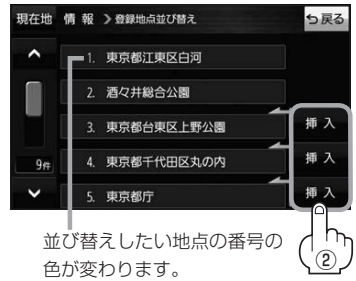 現在地 情報 > 登録地点並び替え ↰戻る
1. 東京都江東区白河
2. 酒々井総合公園
3. 東京都台東区上野公園
挿入
9件
4. 東京都千代田区丸の内
挿入
5. 東京都庁
挿入
並び替えしたい地点の番号の
色が変わります。
②